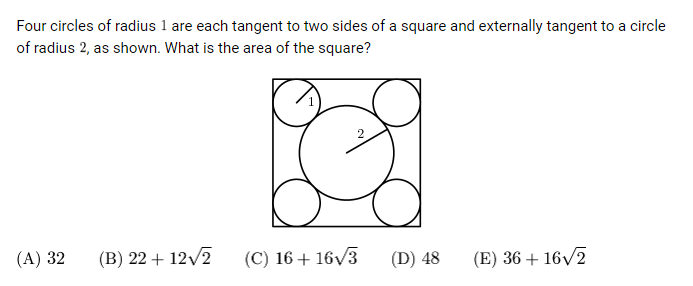 Four circles of radius 1 are each tangent to two sides of a square and externally tangent to a circle
of radius 2, as shown. What is the area of the square?
1
2
(A) 32 (B) 22 + 12√2 (C) 16 + 16√3 (D) 48 (E) 36 + 16√2